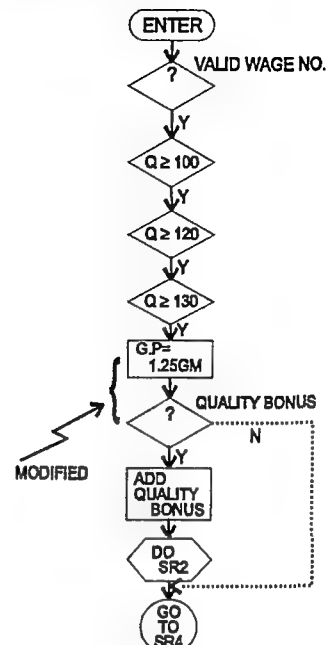 ENTER
?
VALID WAGE NO.
Y
Q ≥ 100
Y
Q ≥ 120
Y
Q ≥ 130
Y
G.P=
1.25GM
?
QUALITY BONUS
N
MODIFIED
Y
ADD
QUALITY
BONUS
DO
SR2
GO
TO
SR4